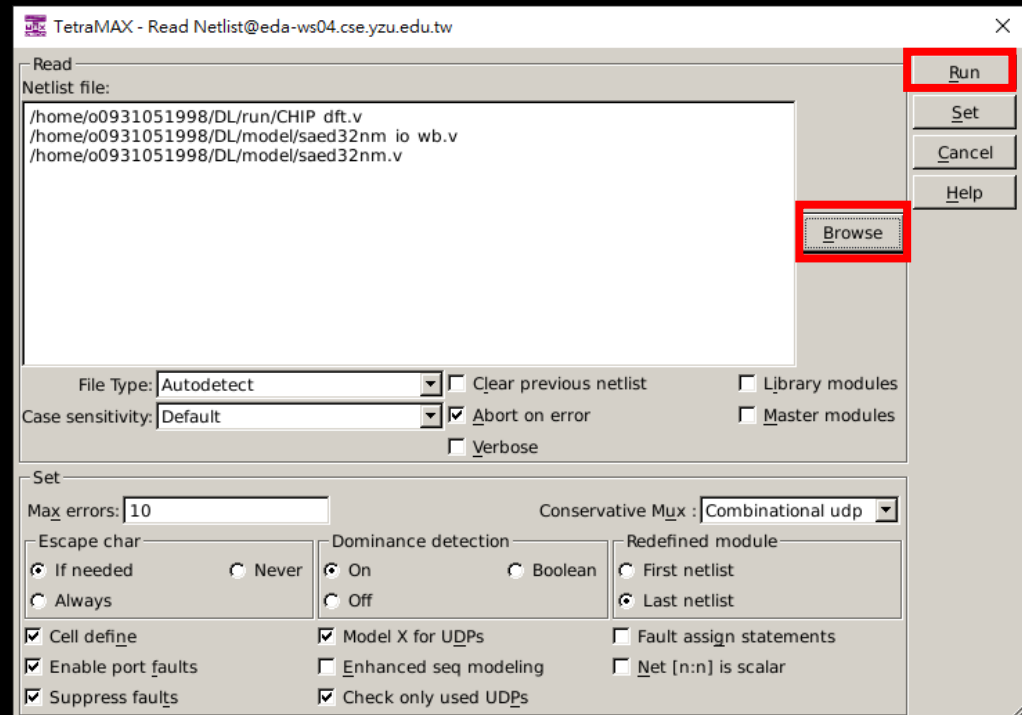 TetraMAX - Read Netlist@eda-ws04.cse.yzu.edu.tw
Read
Netlist file:
/home/o0931051998/DL/run/CHIP_dft.v
/home/o0931051998/DL/model/saed32nm_io_wb.v
/home/o0931051998/DL/model/saed32nm.v
Run
Set
Cancel
Help
Browse
File Type: Autodetect
Clear previous netlist
Library modules
Case sensitivity: Default
Abort on error
Master modules
Verbose
Set
Max errors: 10
Conservative Mux : Combinational udp
Escape char
If needed
Never
Always
Dominance detection
On
Boolean
Off
Redefined module
First netlist
Last netlist
Cell define
Model X for UDPs
Fault assign statements
Enable port faults
Enhanced seq modeling
Net [n:n] is scalar
Suppress faults
Check only used UDPs